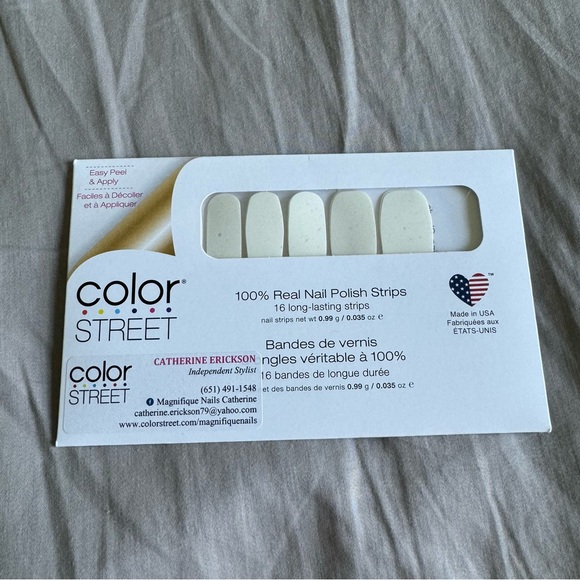 Easy Peel
& Apply
Faciles à Décoller
et à Appliquer
color®
STREET
100% Real Nail Polish Strips
16 long-lasting strips
nail strips net wt 0.99 g / 0.035 oz ℮
Bandes de vernis
ongles véritable à 100%
16 bandes de longue durée
et des bandes de vernis 0.99 g / 0.035 oz ℮
™
Made in USA
Fabriquées aux
ÉTATS-UNIS
color
STREET
CATHERINE ERICKSON
Independent Stylist
(651) 491-1548
Magnifique Nails Catherine
catherine.erickson79@yahoo.com
www.colorstreet.com/magnifiquenails